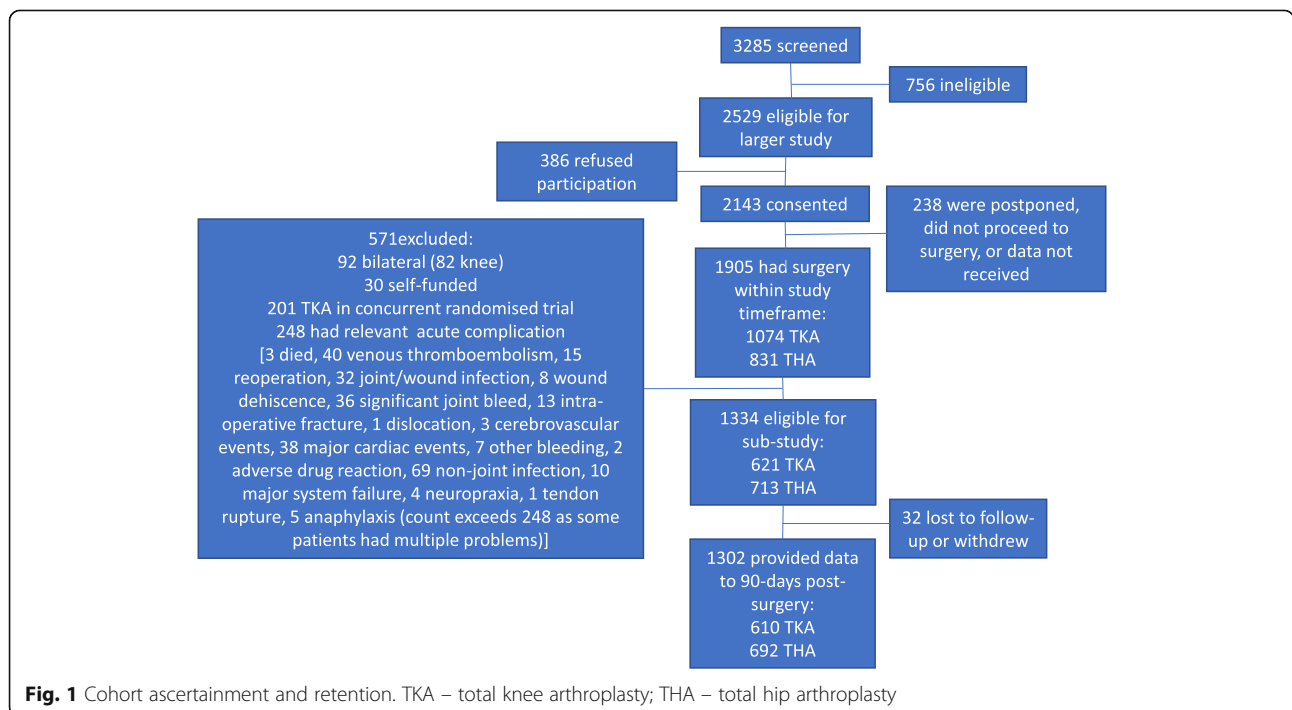 3285 screened
756 ineligible
2529 eligible for
larger study
386 refused
participation
2143 consented
238 were postponed,
did not proceed to
surgery, or data not
received
1905 had surgery
within study
timeframe:
1074 TKA
831 THA
571excluded:
92 bilateral (82 knee)
30 self-funded
201 TKA in concurrent randomised trial
248 had relevant acute complication
[3 died, 40 venous thromboembolism, 15
reoperation, 32 joint/wound infection, 8 wound
dehiscence, 36 significant joint bleed, 13 intra-
operative fracture, 1 dislocation, 3 cerebrovascular
events, 38 major cardiac events, 7 other bleeding, 2
adverse drug reaction, 69 non-joint infection, 10
major system failure, 4 neuropraxia, 1 tendon
rupture, 5 anaphylaxis (count exceeds 248 as some
patients had multiple problems)]
1334 eligible for
sub-study:
621 TKA
713 THA
32 lost to follow-
up or withdrew
1302 provided data
to 90-days post-
surgery:
610 TKA
692 THA
Fig. 1 Cohort ascertainment and retention. TKA – total knee arthroplasty; THA – total hip arthroplasty